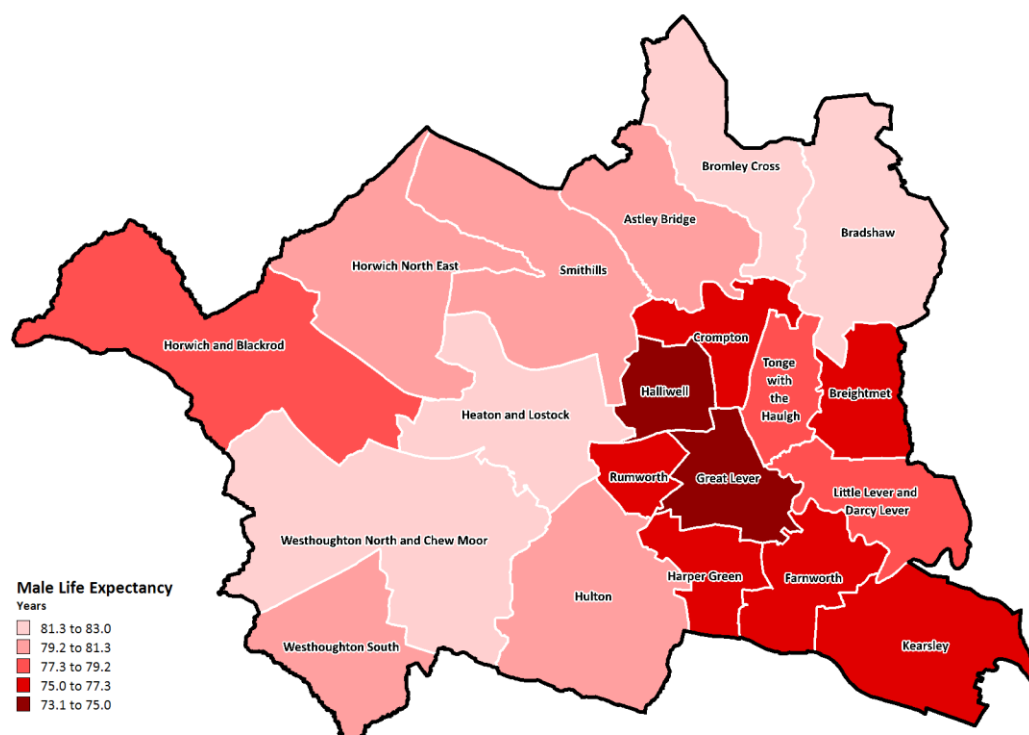 Bromley Cross
Astley Bridge
Bradshaw
Horwich North East
Smithills
Horwich and Blackrod
Crompton
Tonge
with
the
Haulgh
Halliwell
Breightmet
Heaton and Lostock
Rumworth
Great Lever
Little Lever and
Darcy Lever
Westhoughton North and Chew Moor
Harper Green
Farnworth
Hulton
Westhoughton South
Kearsley
Male Life Expectancy
Years
81.3 to 83.0
79.2 to 81.3
77.3 to 79.2
75.0 to 77.3
73.1 to 75.0